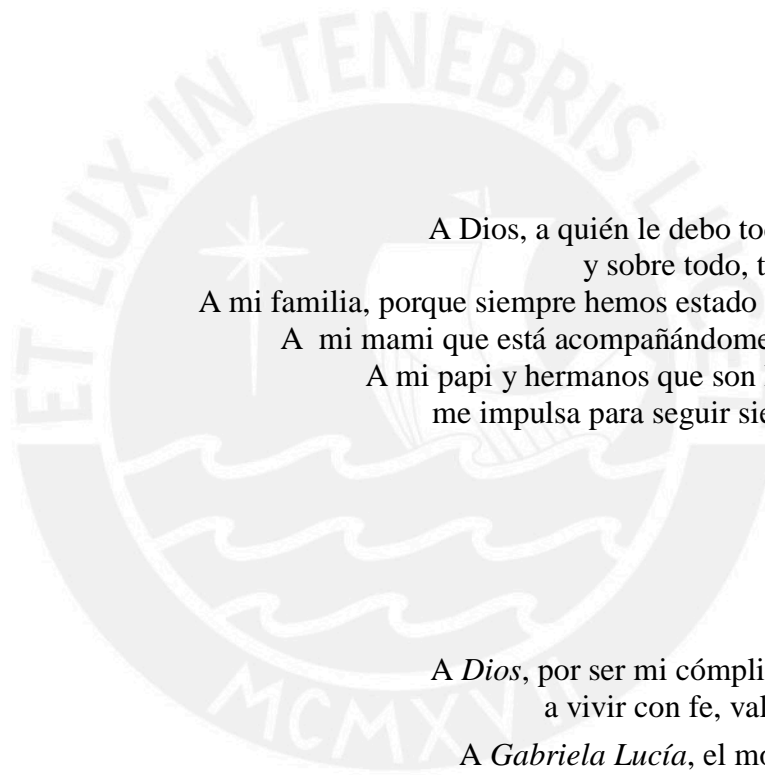 ET LUX IN TENEBRIS
A Dios, a quién le debo
y sobre todo,
A mi familia, porque siempre hemos estado
A mi mami que está acompañándome
A mi papi y hermanos que son
me impulsa para seguir
A Dios, por ser mi
a vivir con fe,
A Gabriela Lucía, el